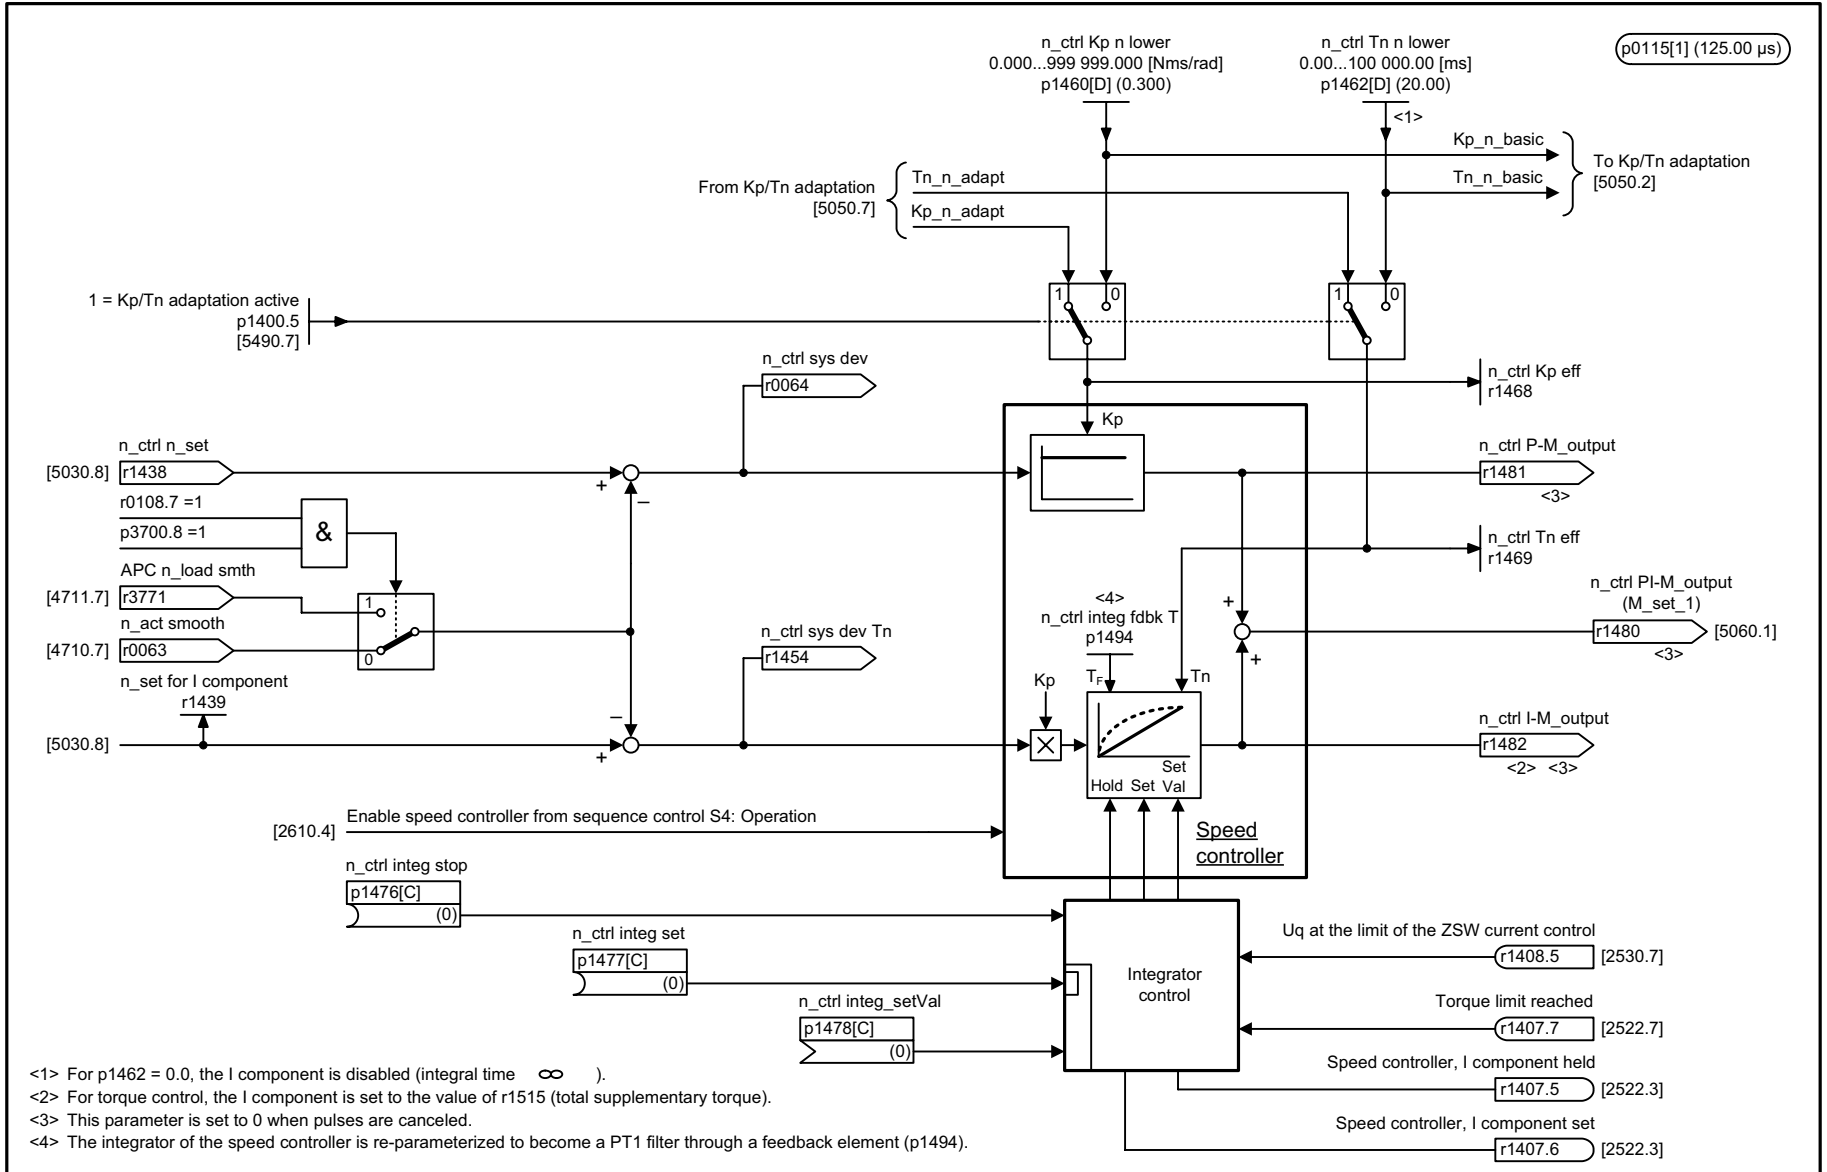 n_ctrl Kp n lower
0.000...999 999.000 [Nms/rad]
p1460[D] (0.300)
n_ctrl Tn n lower
0.00...100 000.00 [ms]
p1462[D] (20.00)
<1>
p0115[1] (125.00 µs)
Kp_n_basic
Tn_n_basic
To Kp/Tn adaptation
[5050.2]
From Kp/Tn adaptation
[5050.7]
Tn_n_adapt
Kp_n_adapt
1 0
1 0
1 = Kp/Tn adaptation active
p1400.5
[5490.7]
n_ctrl sys dev
r0064
n_ctrl Kp eff
r1468
Kp
n_ctrl n_set
[5030.8] r1438
+
–
n_ctrl P-M_output
r1481
<3>
r0108.7 =1
p3700.8 =1
&
n_ctrl Tn eff
r1469
APC n_load smth
[4711.7] r3771
1
n_act smooth
[4710.7] r0063
0
n_ctrl sys dev Tn
r1454
<4>
n_ctrl integ fdbk T
p1494
+
+
n_ctrl PI-M_output
(M_set_1)
r1480 [5060.1]
<3>
n_set for I component
r1439
[5030.8]
–
+
Kp
TF
Tn
Set
Hold Set Val
n_ctrl I-M_output
r1482
<2> <3>
[2610.4] Enable speed controller from sequence control S4: Operation
Speed
controller
n_ctrl integ stop
p1476[C]
(0)
n_ctrl integ set
p1477[C]
(0)
n_ctrl integ_setVal
p1478[C]
(0)
Integrator
control
Uq at the limit of the ZSW current control
r1408.5 [2530.7]
Torque limit reached
r1407.7 [2522.7]
Speed controller, I component held
r1407.5 [2522.3]
Speed controller, I component set
r1407.6 [2522.3]
<1> For p1462 = 0.0, the I component is disabled (integral time ∞ ).
<2> For torque control, the I component is set to the value of r1515 (total supplementary torque).
<3> This parameter is set to 0 when pulses are canceled.
<4> The integrator of the speed controller is re-parameterized to become a PT1 filter through a feedback element (p1494).